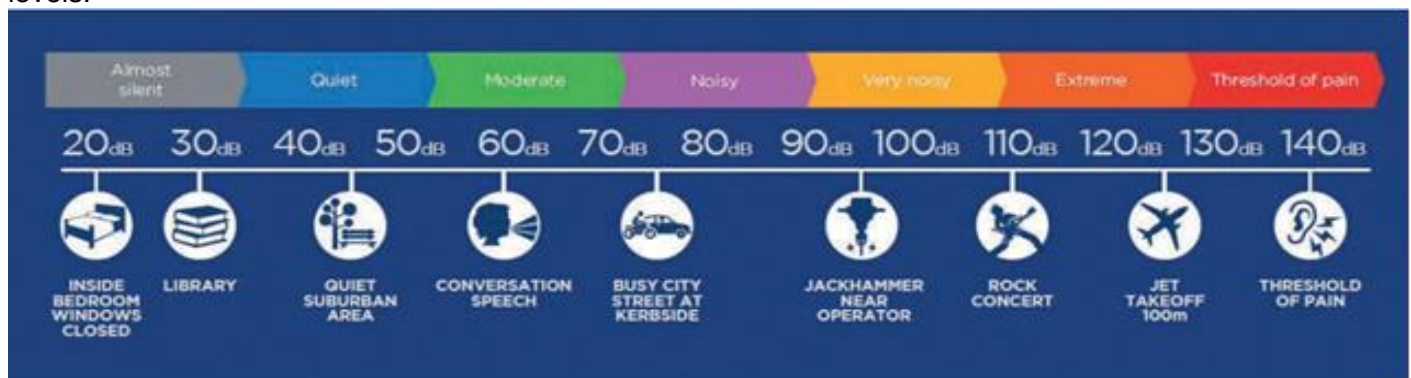 levels.
Almost
silent
Quiet
Moderate
Noisy
Very noisy
Extreme
Threshold of pain
20dB 30dB 40dB 50dB 60dB 70dB 80dB 90dB 100dB 110dB 120dB 130dB 140dB
INSIDE
BEDROOM
WINDOWS
CLOSED
LIBRARY
QUIET
SUBURBAN
AREA
CONVERSATION
SPEECH
BUSY CITY
STREET AT
KERBSIDE
JACKHAMMER
NEAR
OPERATOR
ROCK
CONCERT
JET
TAKEOFF
100m
THRESHOLD
OF PAIN